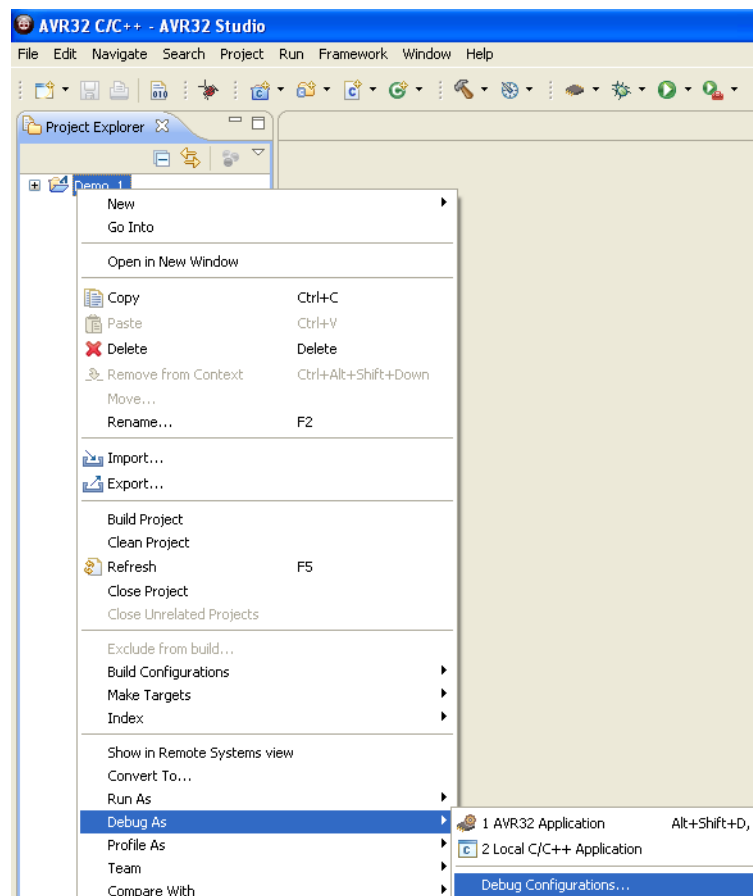 AVR32 C/C++ - AVR32 Studio
File Edit Navigate Search Project Run Framework Window Help
Project Explorer
Demo_1
New
Go Into
Open in New Window
Copy Ctrl+C
Paste Ctrl+V
Delete Delete
Remove from Context Ctrl+Alt+Shift+Down
Move...
Rename... F2
Import...
Export...
Build Project
Clean Project
Refresh F5
Close Project
Close Unrelated Projects
Exclude from build...
Build Configurations
Make Targets
Index
Show in Remote Systems view
Convert To...
Run As
Debug As
1 AVR32 Application Alt+Shift+D,
Profile As
2 Local C/C++ Application
Team
Compare With
Debug Configurations...